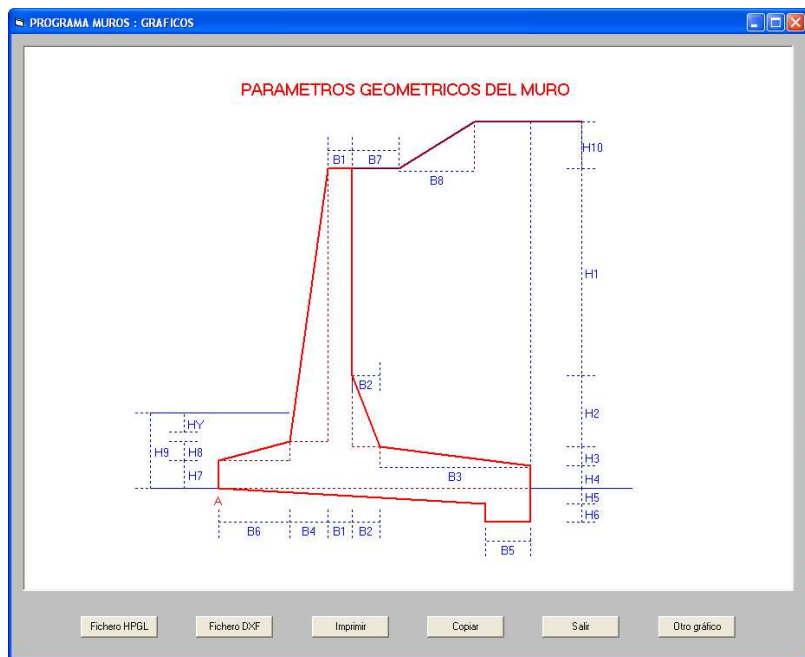 PROGRAMA MUROS : GRAFICOS
PARAMETROS GEOMETRICOS DEL MURO
B1 B7 H10
B8
H1
B2
H2
HY
H9 H8 H3
H7 B3 H4
A H5
H6
B6 B4 B1 B2
B5
Fichero HPGL Fichero DXF Imprimir Copiar Salir Otro gráfico